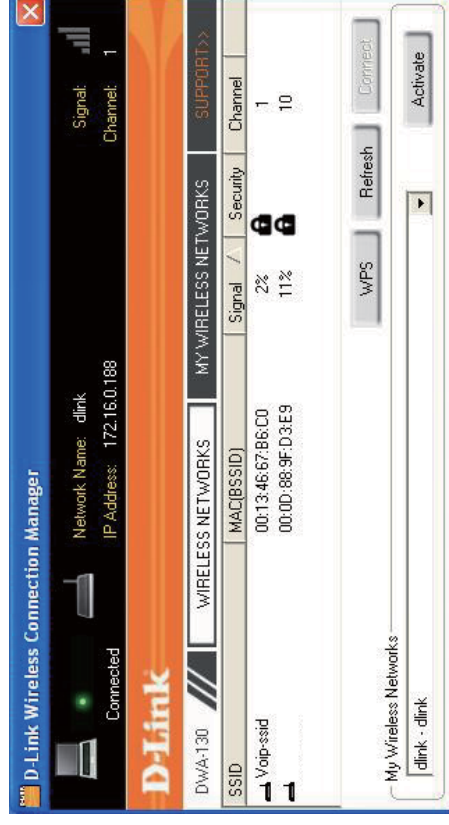 D-Link Wireless Connection Manager
Network Name: dlink Signal:
Connected IP Address: 172.16.0.188 Channel: 1
D-Link
DWA-130 WIRELESS NETWORKS MY WIRELESS NETWORKS SUPPORT>>
SSID MAC(BSSID) Signal Security Channel
Voip-ssid 00:13:46:67:B6:C0 2% 1
00:0D:88:9F:D3:E9 11% 10
WPS Refresh Connect
My Wireless Networks
dlink - dlink Activate